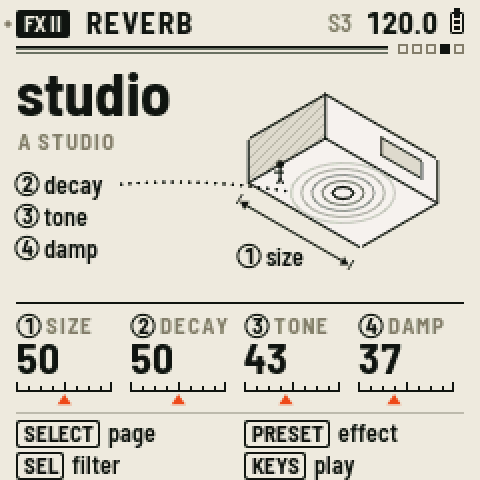 FX II REVERB S3 120.0
studio
A STUDIO
② decay
③ tone
④ damp
① size
① SIZE ② DECAY ③ TONE ④ DAMP
50 50 43 37
SELECT page PRESET effect
SEL filter KEYS play